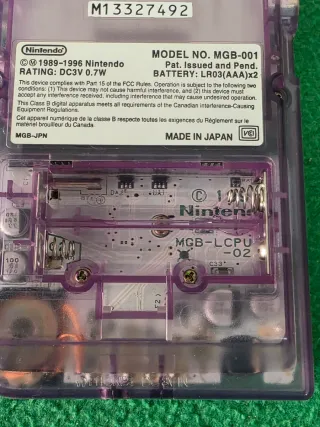 M13327492
Nintendo
©Ⓜ 1989-1996 Nintendo
MODEL NO. MGB-001
Pat. Issued and Pend.
RATING: DC3V 0.7W
BATTERY: LR03(AAA)x2
This device complies with Part 15 of the FCC Rules. Operation is subject to the following two
conditions: (1) This device may not cause harmful interference, and (2) this device must
accept any interference received, including interference that may cause undesired operation.
This Class B digital apparatus meets all requirements of the Canadian Interference-Causing
Equipment Regulations.
Cet appareil numérique de la classe B respecte toutes les exigences du Règlement sur le
matériel brouilleur du Canada.
MGB-JPN
MADE IN JAPAN
©
Nintendo
MGB-LCPU
-02
100